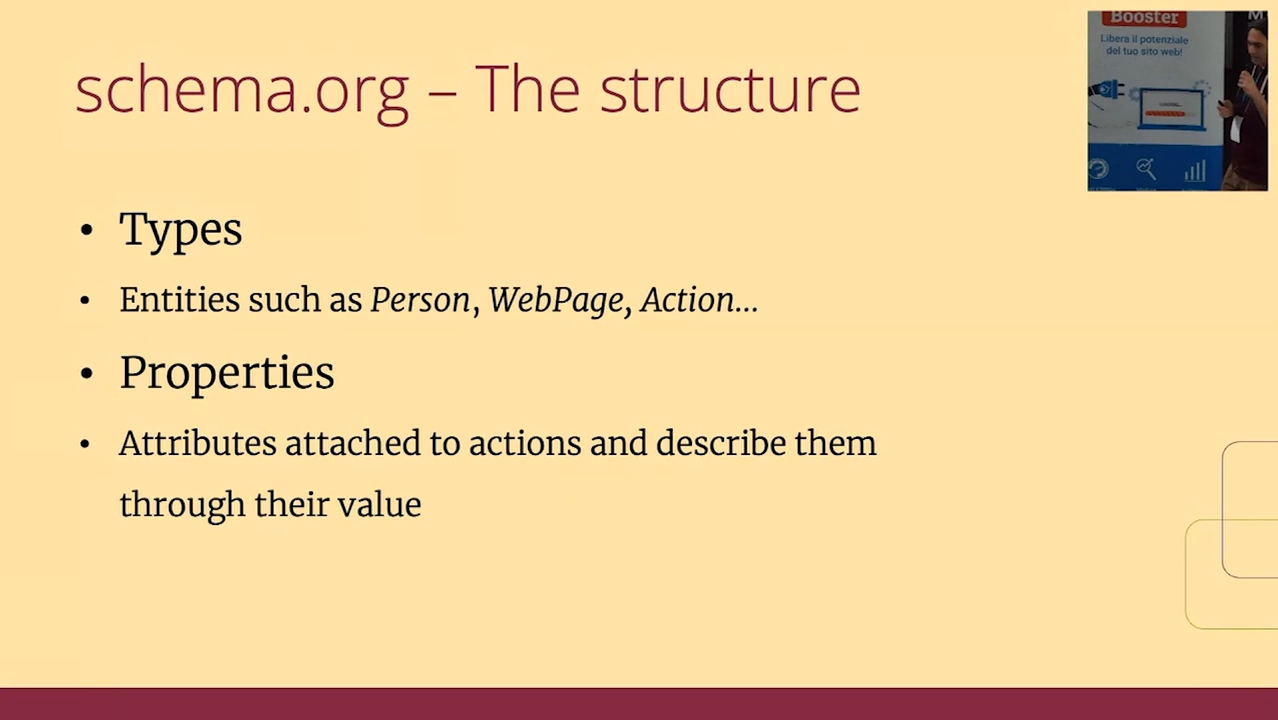 Booster
Libera il potenziale
del tuo sito web!
M
schema.org – The structure
• Types
• Entities such as Person, WebPage, Action...
• Properties
• Attributes attached to actions and describe them
through their value